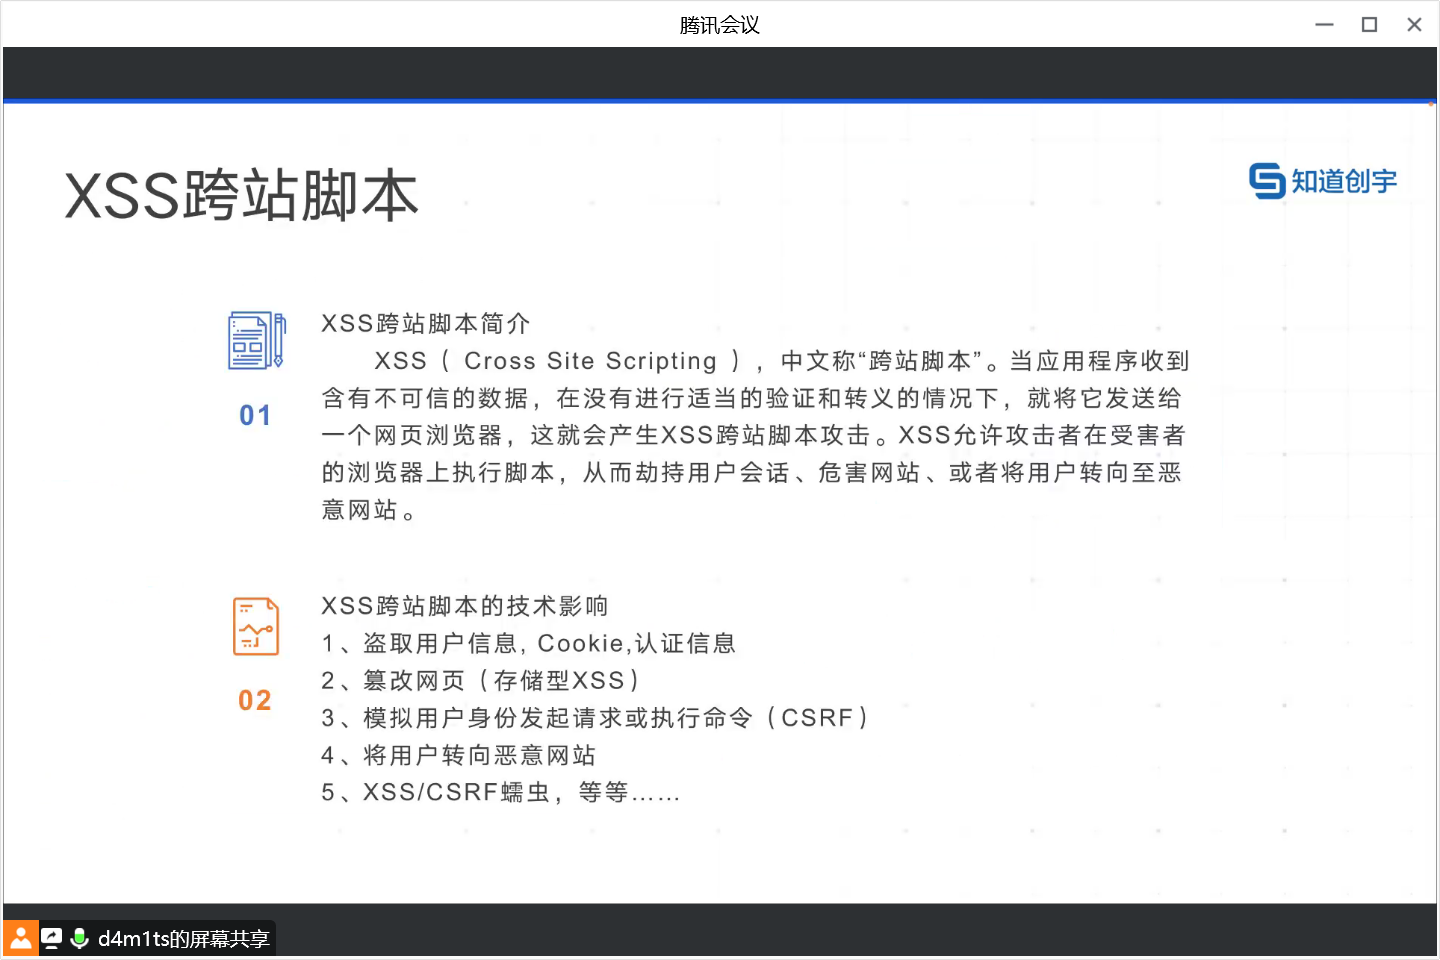 腾讯会议
XSS跨站脚本
知道创宇
01
XSS跨站脚本简介
XSS（ Cross Site Scripting ），中文称“跨站脚本”。当应用程序收到
含有不可信的数据，在没有进行适当的验证和转义的情况下，就将它发送给
一个网页浏览器，这就会产生XSS跨站脚本攻击。XSS允许攻击者在受害者
的浏览器上执行脚本，从而劫持用户会话、危害网站、或者将用户转向至恶
意网站。
02
XSS跨站脚本的技术影响
1、盗取用户信息, Cookie,认证信息
2、篡改网页（存储型XSS）
3、模拟用户身份发起请求或执行命令（CSRF）
4、将用户转向恶意网站
5、XSS/CSRF蠕虫，等等……
d4m1ts的屏幕共享